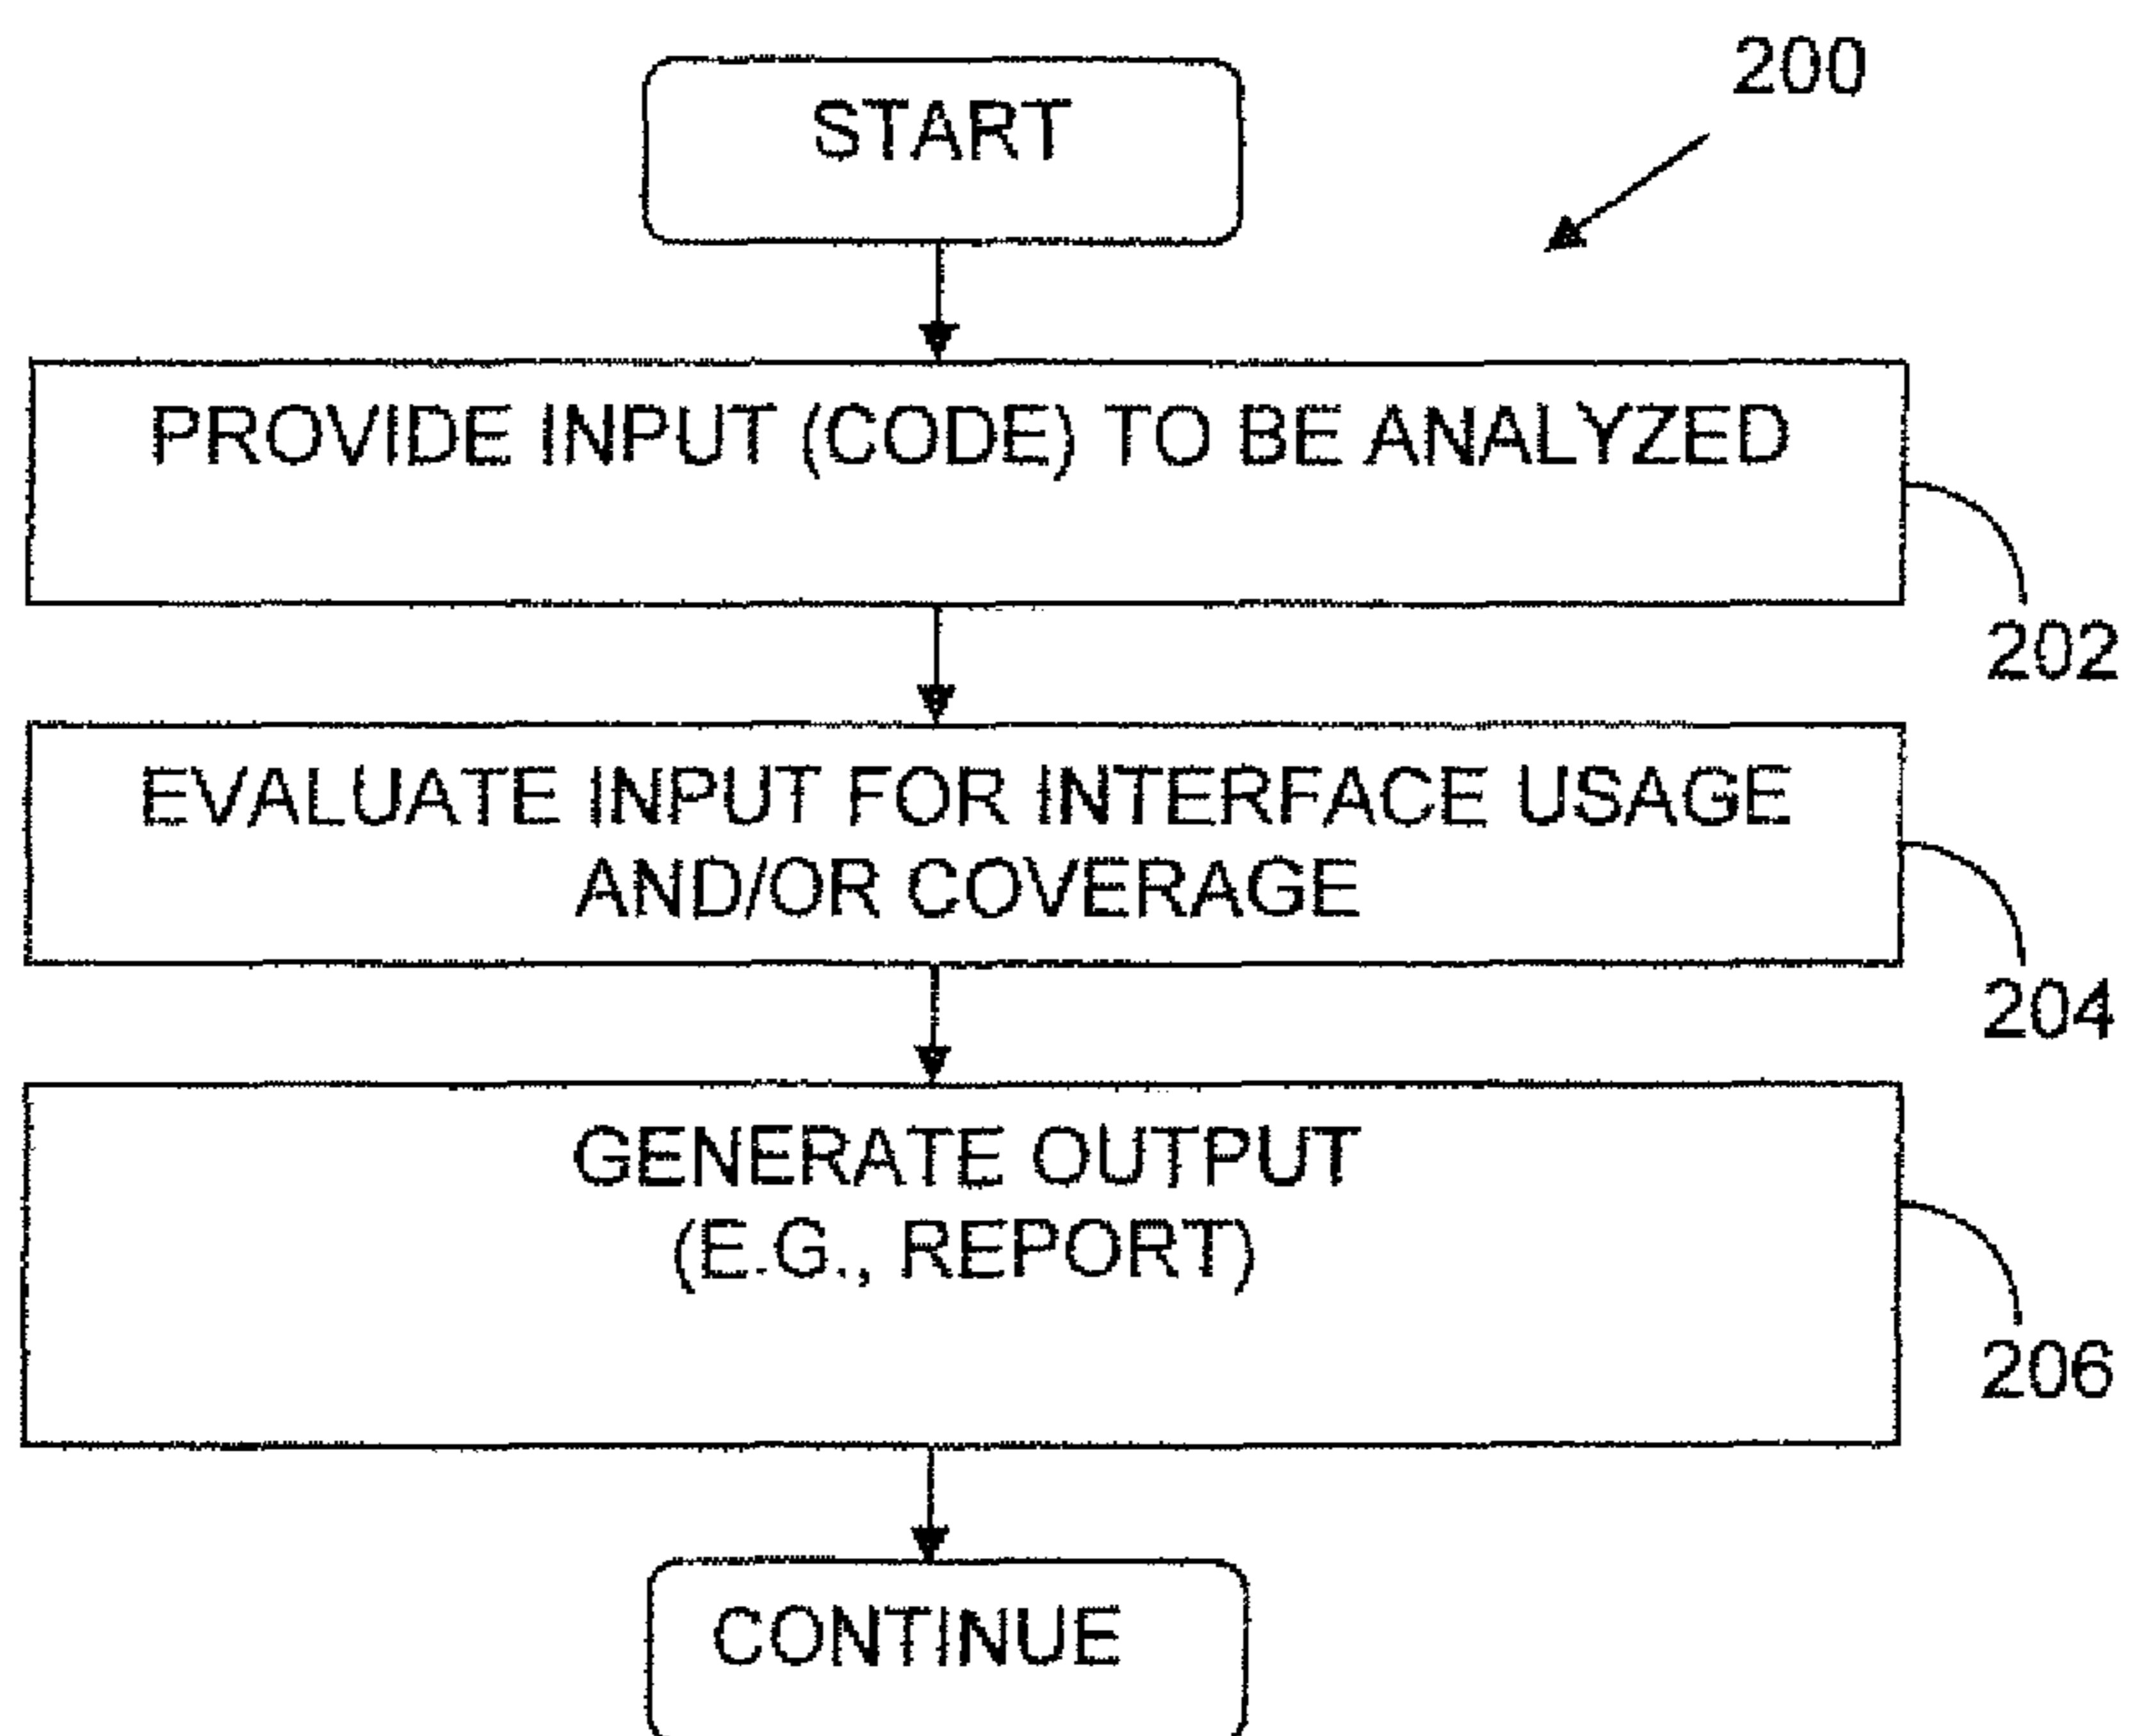 200
START
PROVIDE INPUT (CODE) TO BE ANALYZED
202
EVALUATE INPUT FOR INTERFACE USAGE
AND/OR COVERAGE
204
GENERATE OUTPUT
(E.G., REPORT)
206
CONTINUE